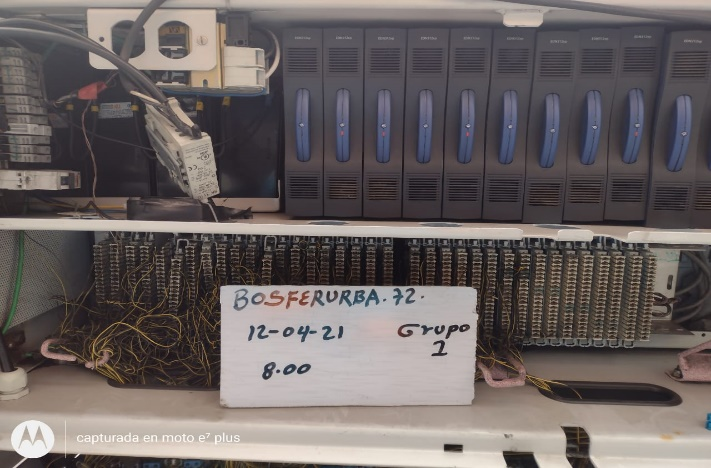 BOSFERURBA.72.
12-04-21 Grupo
1
8.00
capturada en moto e⁷ plus